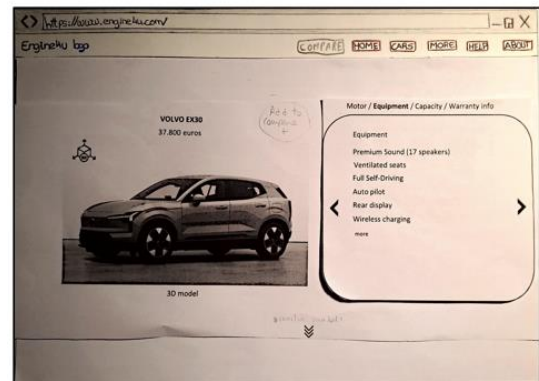 https://www.engineku.com/
Engineku logo
COMPARE HOME CARS MORE HELP ABOUT
VOLVO EX30
37.800 euros
Add to
compare
+
3D model
Motor / Equipment / Capacity / Warranty info
Equipment
Premium Sound (17 speakers)
Ventilated seats
Full Self-Driving
Auto pilot
Rear display
Wireless charging
more